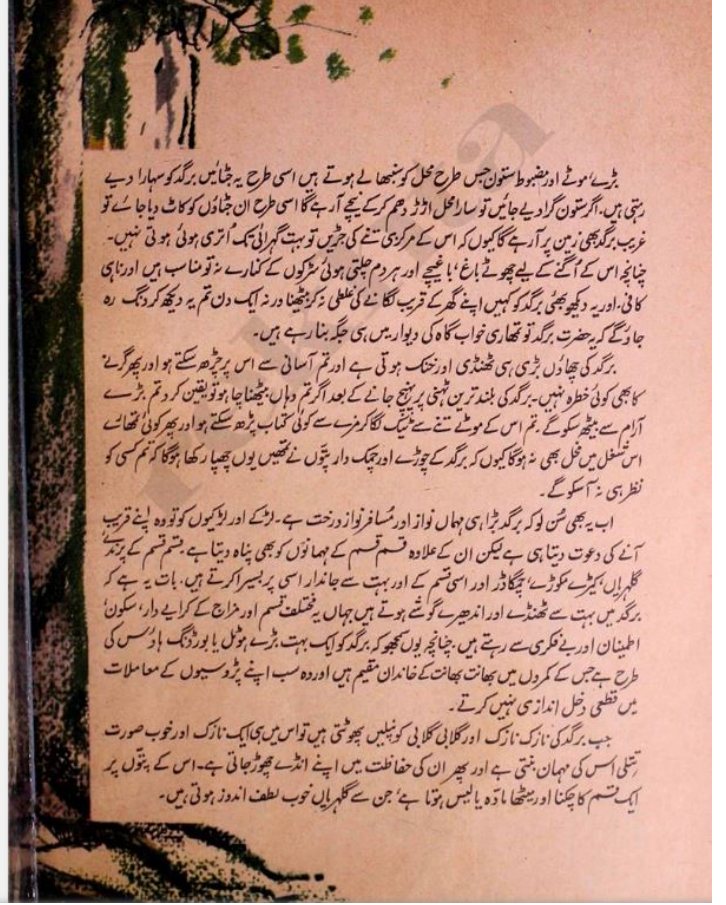 بڑے، موٹے اور مضبوط ستون جس طرح محل کو سنبھالے ہوتے ہیں اسی طرح یہ جٹائیں برگد کو سہارا دیے
رہتی ہیں۔ اگر ستون گرا دیے جائیں تو سارا محل اڑڑ دھم کرکے نیچے آ رہے گا اسی طرح ان جٹاؤں کو کاٹ دیا جائے تو
غریب برگد بھی زمین پر آ رہے گا کیوں کہ اس کے مرکزی تنے کی جڑیں تو بہت گہرائی تک اُتری ہوئی ہوتی نہیں۔
چنانچہ اس کے اُگنے کے لیے چھوٹے باغ، باغیچے اور ہر دم چلتی ہوئی سڑکوں کے کنارے نہ تو مناسب ہیں اور نا ہی
کافی۔ اور یہ دیکھو بھئی برگد کو کہیں اپنے گھر کے قریب لگانے کی غلطی نہ کر بیٹھنا ورنہ ایک دن تم یہ دیکھ کر دنگ رہ
جاؤ گے کہ یہ حضرت برگد تو تمھاری خواب گاہ کی دیوار میں ہی جگہ بنا رہے ہیں۔
برگد کی چھاؤں بڑی ہی ٹھنڈی اور خنک ہوتی ہے اور تم آسانی سے اس پر چڑھ سکتے ہو اور پھر گرنے
کا بھی کوئی خطرہ نہیں۔ برگد کی بلند ترین ٹہنی پر پہنچ جانے کے بعد اگر تم وہاں بیٹھنا چاہو تو یقین کر دتم بڑے
آرام سے بیٹھ سکو گے۔ تم اس کے موٹے تنے سے ٹیک لگا کر مزے سے کوئی کتاب پڑھ سکتے ہو اور پھر کوئی تمھارے
اس شغل میں مخل بھی نہ ہوگا کیوں کہ برگد کے چوڑے اور چمک دار پتّوں نے تمھیں یوں چھپا رکھا ہوگا کہ تم کسی کو
نظر ہی نہ آ سکو گے۔
اب یہ بھی سُن لو کہ برگد بڑا ہی مہماں نواز اور مُسافر نواز درخت ہے۔ لڑکے اور لڑکیوں کو تو وہ اپنے قریب
آنے کی دعوت دیتا ہی ہے لیکن ان کے علاوہ قسم قسم کے مہمانوں کو بھی پناہ دیتا ہے۔ قسم قسم کے پرندے
گلہریاں، کیڑے مکوڑے، چمگادڑ اور اسی قسم کے اور بہت سے جاندار اسی پر بسیرا کرتے ہیں۔ بات یہ ہے کہ
برگد میں بہت سے ٹھنڈے اور اندھیرے گوشے ہوتے ہیں جہاں یہ مختلف قسم اور مزاج کے کرایے دار، سکون،
اطمینان اور بے فکری سے رہتے ہیں۔ چنانچہ یوں سمجھو کہ برگد کو ایک بہت بڑے ہوٹل یا بورڈنگ ہاؤس کی
طرح ہے جس کے کمروں میں بھانت بھانت کے خاندان مقیم ہیں اور وہ سب اپنے پڑوسیوں کے معاملات
میں قطعی دخل اندازی نہیں کرتے۔
جب برگد کی نازک نازک اور گلابی گلابی کونپلیں پھوٹتی ہیں تو اس میں ہی ایک نازک اور خوب صورت
تتلی اس کی مہمان بنتی ہے اور پھر ان کی حفاظت میں اپنے انڈے چھوڑ جاتی ہے۔ اس کے پتّوں پر
ایک قسم کا چکنا اور میٹھا مادّہ یا لیس ہوتا ہے، جن سے گلہریاں خوب لطف اندوز ہوتی ہیں۔